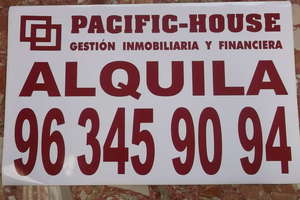 PACIFIC-HOUSE
GESTIÓN INMOBILIARIA Y FINANCIERA
ALQUILA
96 345 90 94